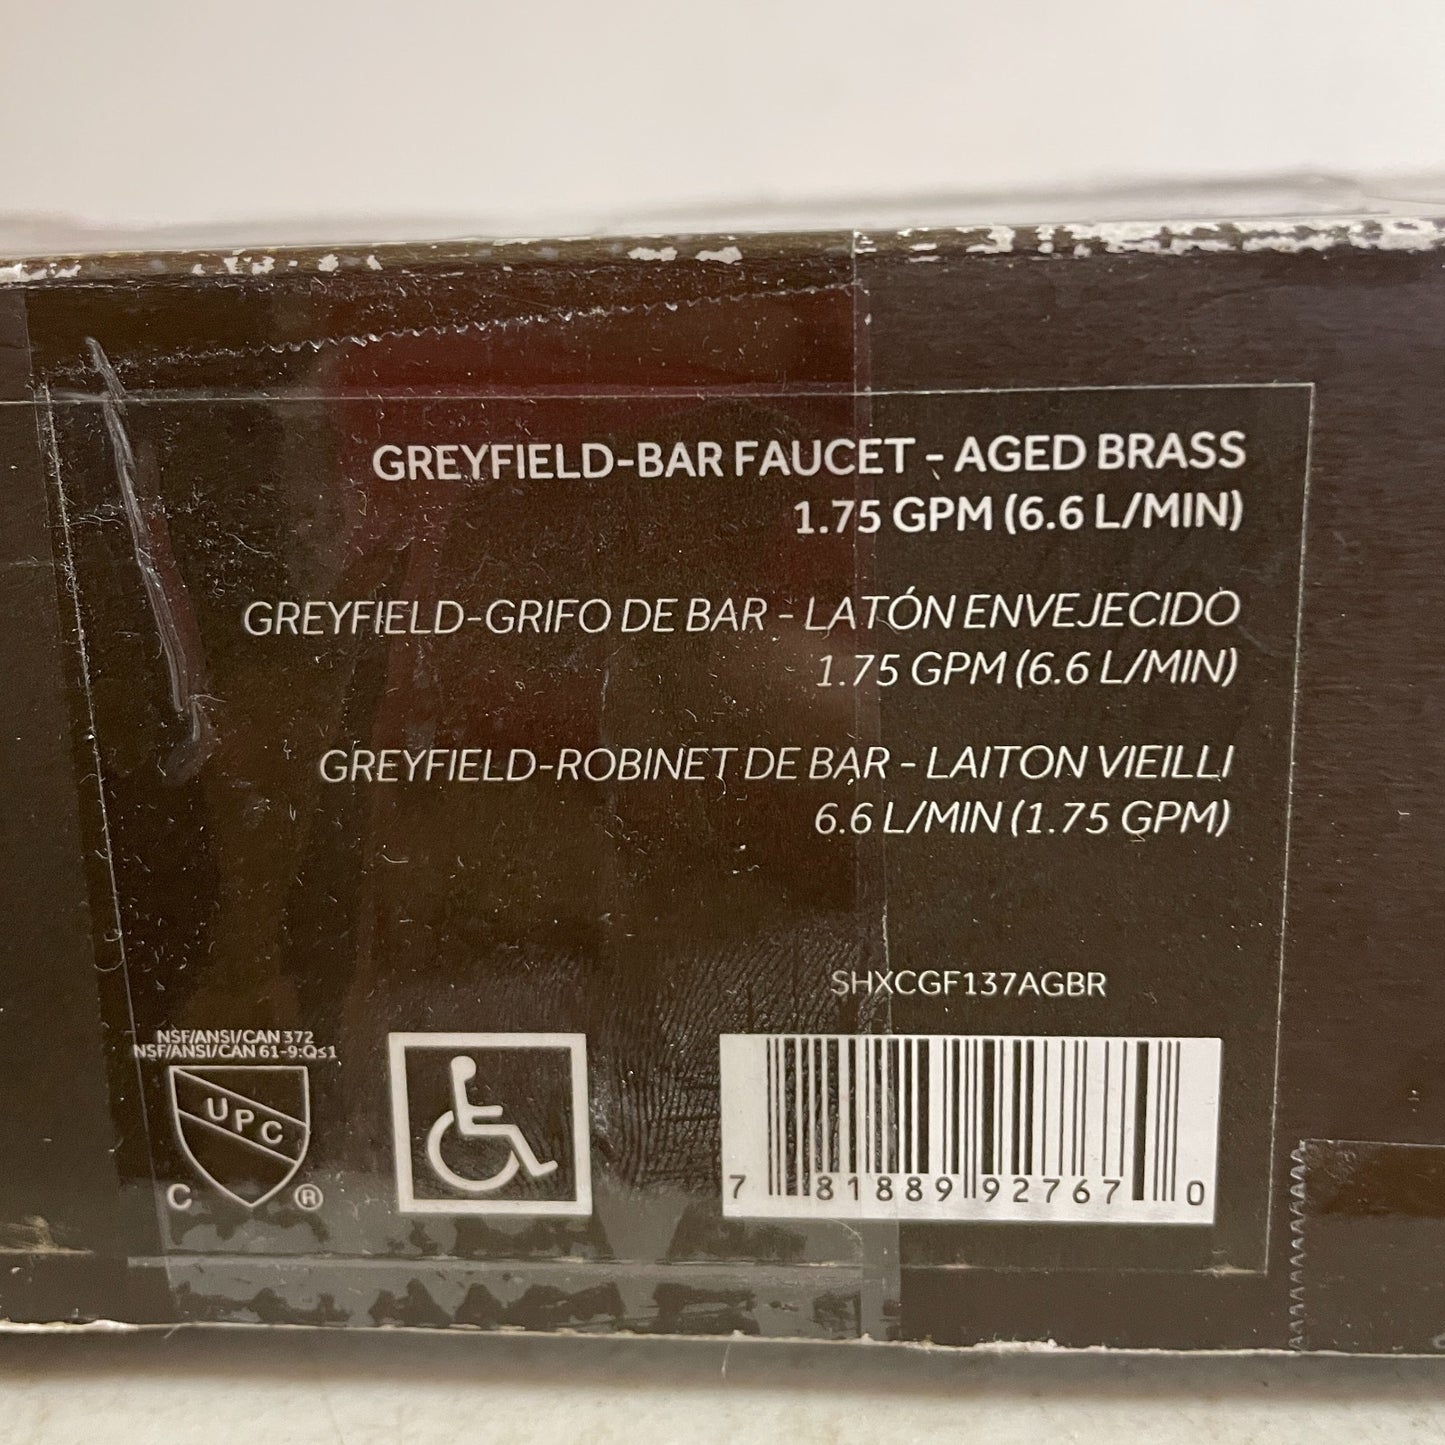 GREYFIELD-BAR FAUCET - AGED BRASS
1.75 GPM (6.6 L/MIN)
GREYFIELD-GRIFO DE BAR - LATÓN ENVEJECIDO
1.75 GPM (6.6 L/MIN)
GREYFIELD-ROBINET DE BAR - LAITON VIEILLI
6.6 L/MIN (1.75 GPM)
SHXCGF137AGBR
NSF/ANSI/CAN 372
NSF/ANSI/CAN 61-9:Q≤1
UPC
C ®
7 81889 92767 0